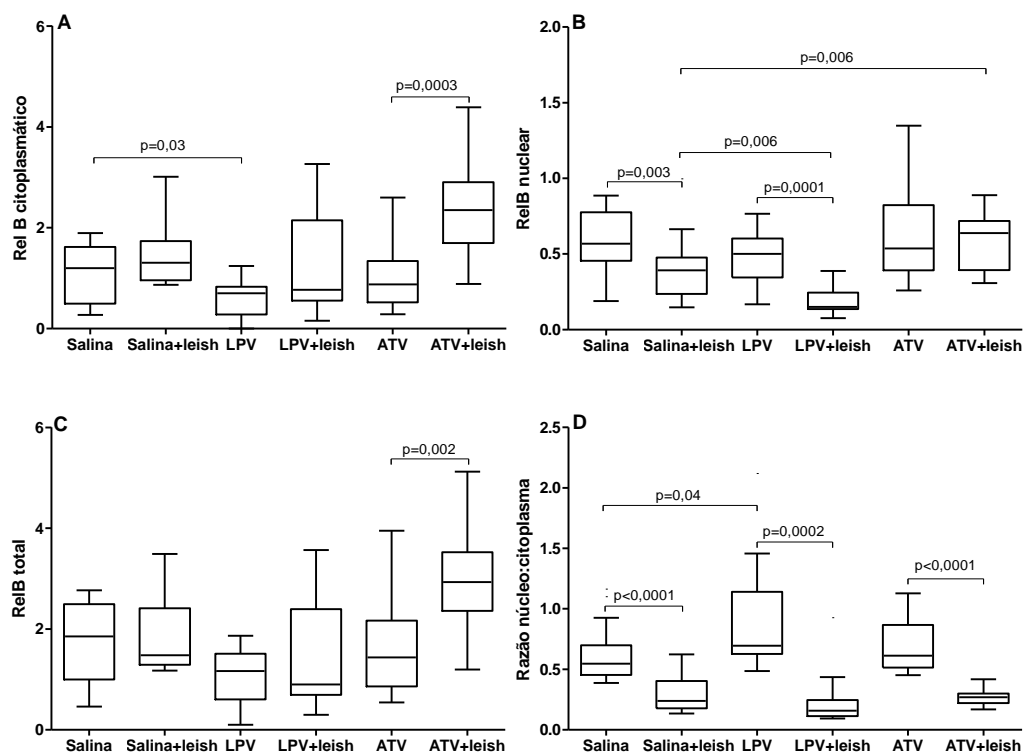 A
Rel B citoplasmático
6
4
2
0
p=0,03
p=0,0003
Salina Salina+leish LPV LPV+leish ATV ATV+leish
B
RelB nuclear
2.0
1.5
1.0
0.5
0.0
p=0,006
p=0,006
p=0,003
p=0,0001
Salina Salina+leish LPV LPV+leish ATV ATV+leish
C
RelB total
6
4
2
0
p=0,002
Salina Salina+leish LPV LPV+leish ATV ATV+leish
D
Razão núcleo:citoplasma
2.5
2.0
1.5
1.0
0.5
0.0
p=0,04
p=0,0002
p<0,0001
p<0,0001
Salina Salina+leish LPV LPV+leish ATV ATV+leish